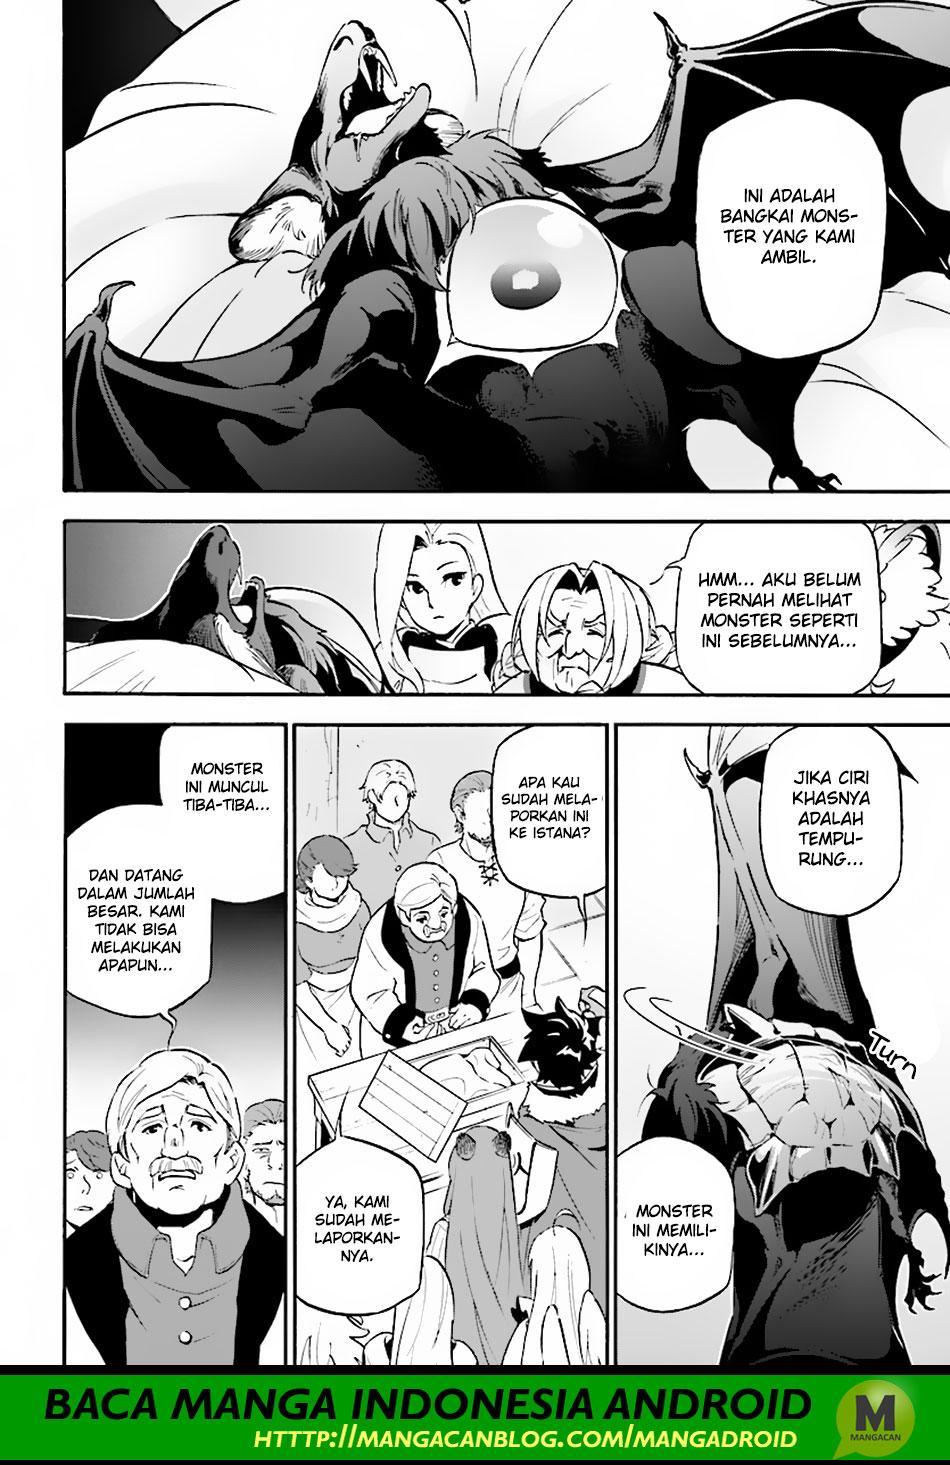 INI ADALAH
BANGKAI MONS-
TER YANG KAMI
AMBIL.
HMM... AKU BELUM
PERNAH MELIHAT
MONSTER SEPERTI
INI SEBELUMNYA...
JIKA CIRI
KHASNYA
ADALAH
TEMPU-
RUNG...
Turn
MONSTER
INI MEMILI-
KINYA...
APA KAU
SUDAH MELA-
PORKAN INI
KE ISTANA?
YA, KAMI
SUDAH ME-
LAPORKAN-
NYA.
MONSTER
INI MUNCUL
TIBA-TIBA...
DAN DATANG
DALAM JUMLAH
BESAR. KAMI
TIDAK BISA
MELAKUKAN
APAPUN...
BACA MANGA INDONESIA ANDROID
HTTTP://MANGACANBLOG.COM/MANGADROID
M
MANGACAN